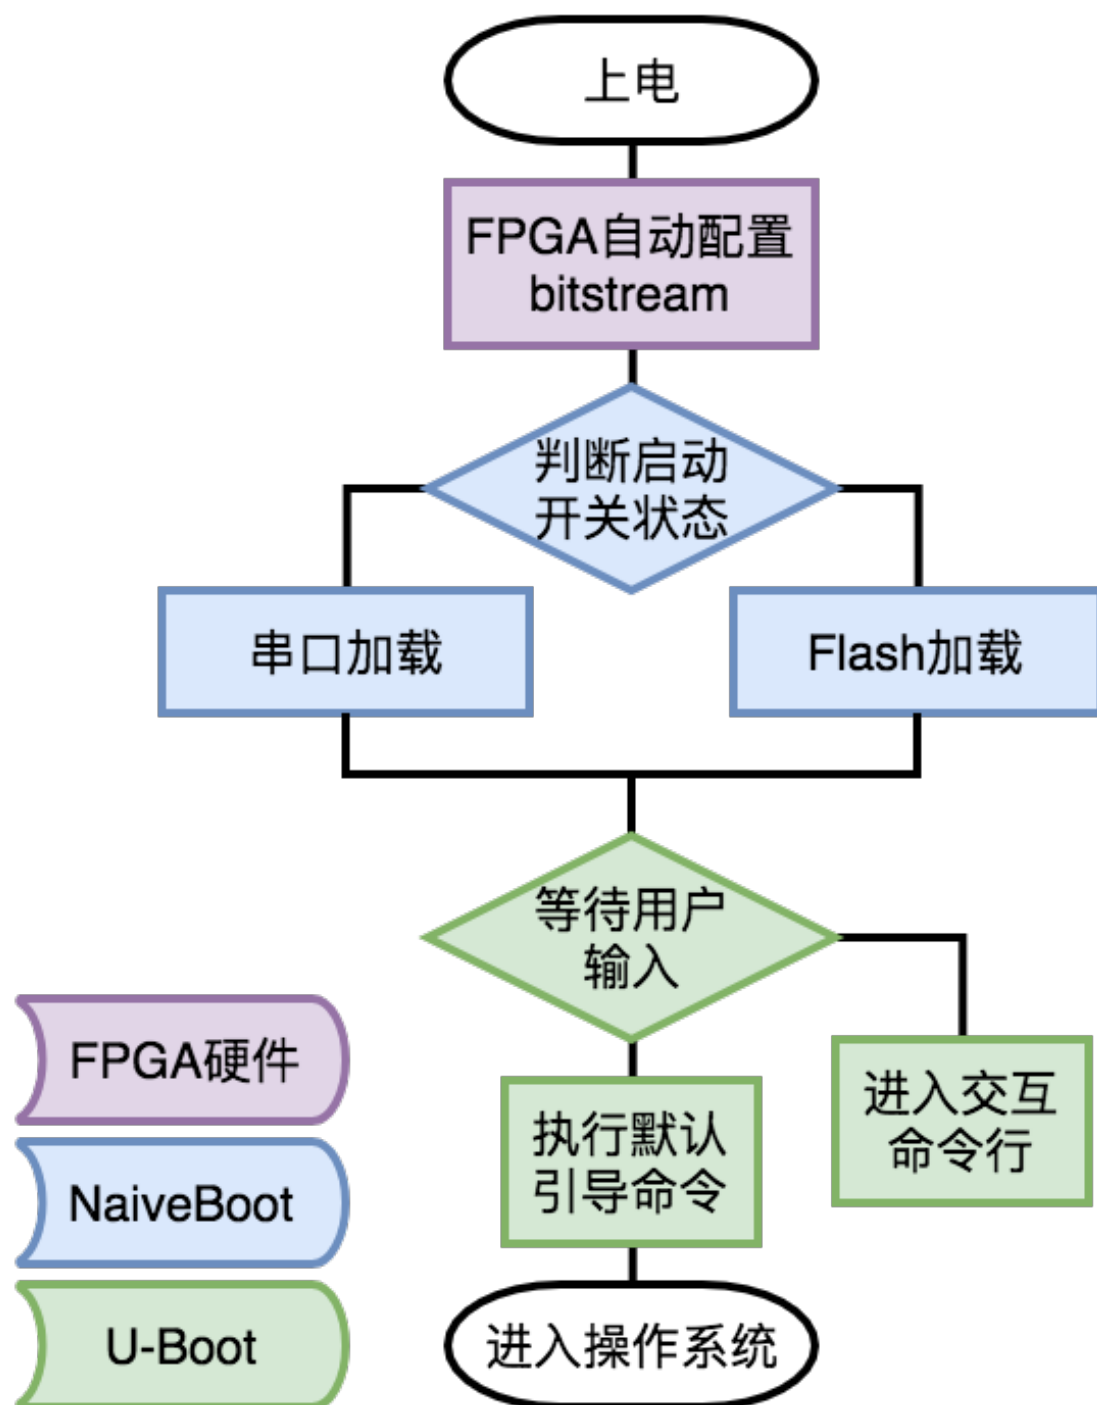 上电
FPGA自动配置
bitstream
判断启动
开关状态
串口加载
Flash加载
等待用户
输入
进入交互
命令行
执行默认
引导命令
进入操作系统
FPGA硬件
NaiveBoot
U-Boot